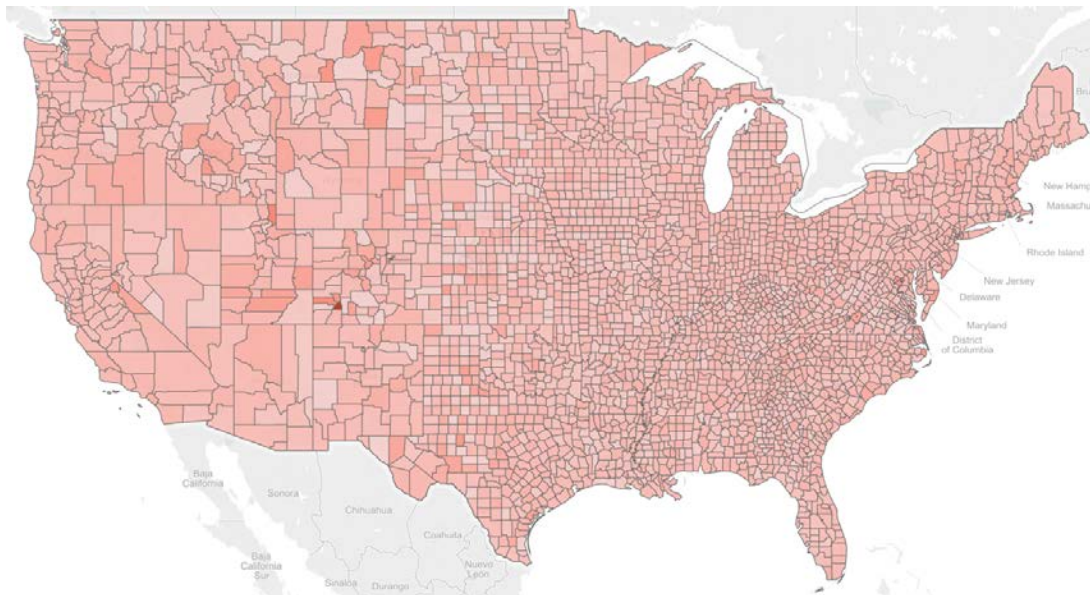 New Hamp
Massachu
Rhode Island
New Jersey
Delaware
Maryland
District
of Columbia
Baja
California
Sonora
Chihuahua
Coahuila
Baja
California
Sur
Nuevo
León
Sinaloa
Durango